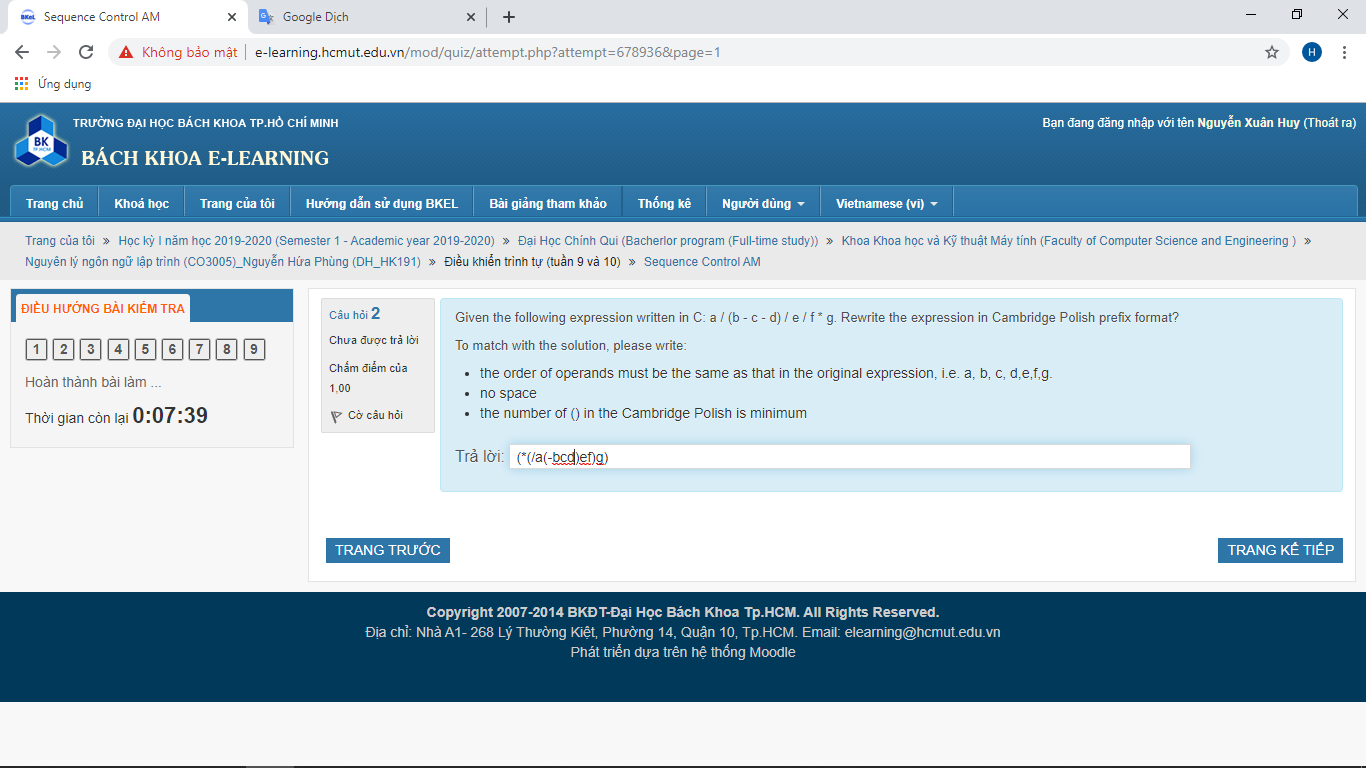 Sequence Control AM
Google Dịch
Không bảo mật
e-learning.hcmut.edu.vn/mod/quiz/attempt.php?attempt=678936&page=1
H
Ứng dụng
BK
TP.HCM
TRƯỜNG ĐẠI HỌC BÁCH KHOA TP.HỒ CHÍ MINH
BÁCH KHOA E-LEARNING
Bạn đang đăng nhập với tên Nguyễn Xuân Huy (Thoát ra)
Trang chủ
Khoá học
Trang của tôi
Hướng dẫn sử dụng BKEL
Bài giảng tham khảo
Thống kê
Người dùng
Vietnamese (vi)
Trang của tôi » Học kỳ I năm học 2019-2020 (Semester 1 - Academic year 2019-2020) » Đại Học Chính Qui (Bacherlor program (Full-time study)) » Khoa Khoa học và Kỹ thuật Máy tính (Faculty of Computer Science and Engineering ) »
Nguyên lý ngôn ngữ lập trình (CO3005)_Nguyễn Hứa Phùng (DH_HK191) » Điều khiển trình tự (tuần 9 và 10) » Sequence Control AM
ĐIỀU HƯỚNG BÀI KIỂM TRA
1 2 3 4 5 6 7 8 9
Hoàn thành bài làm ...
Thời gian còn lại 0:07:39
Câu hỏi 2
Chưa được trả lời
Chấm điểm của
1,00
Cờ câu hỏi
Given the following expression written in C: a / (b - c - d) / e / f * g. Rewrite the expression in Cambridge Polish prefix format?
To match with the solution, please write:
• the order of operands must be the same as that in the original expression, i.e. a, b, c, d,e,f,g.
• no space
• the number of () in the Cambridge Polish is minimum
Trả lời: (*(/a(-bcd)ef)g)
TRANG TRƯỚC
TRANG KẾ TIẾP
Copyright 2007-2014 BKĐT-Đại Học Bách Khoa Tp.HCM. All Rights Reserved.
Địa chỉ: Nhà A1- 268 Lý Thường Kiệt, Phường 14, Quận 10, Tp.HCM. Email: elearning@hcmut.edu.vn
Phát triển dựa trên hệ thống Moodle